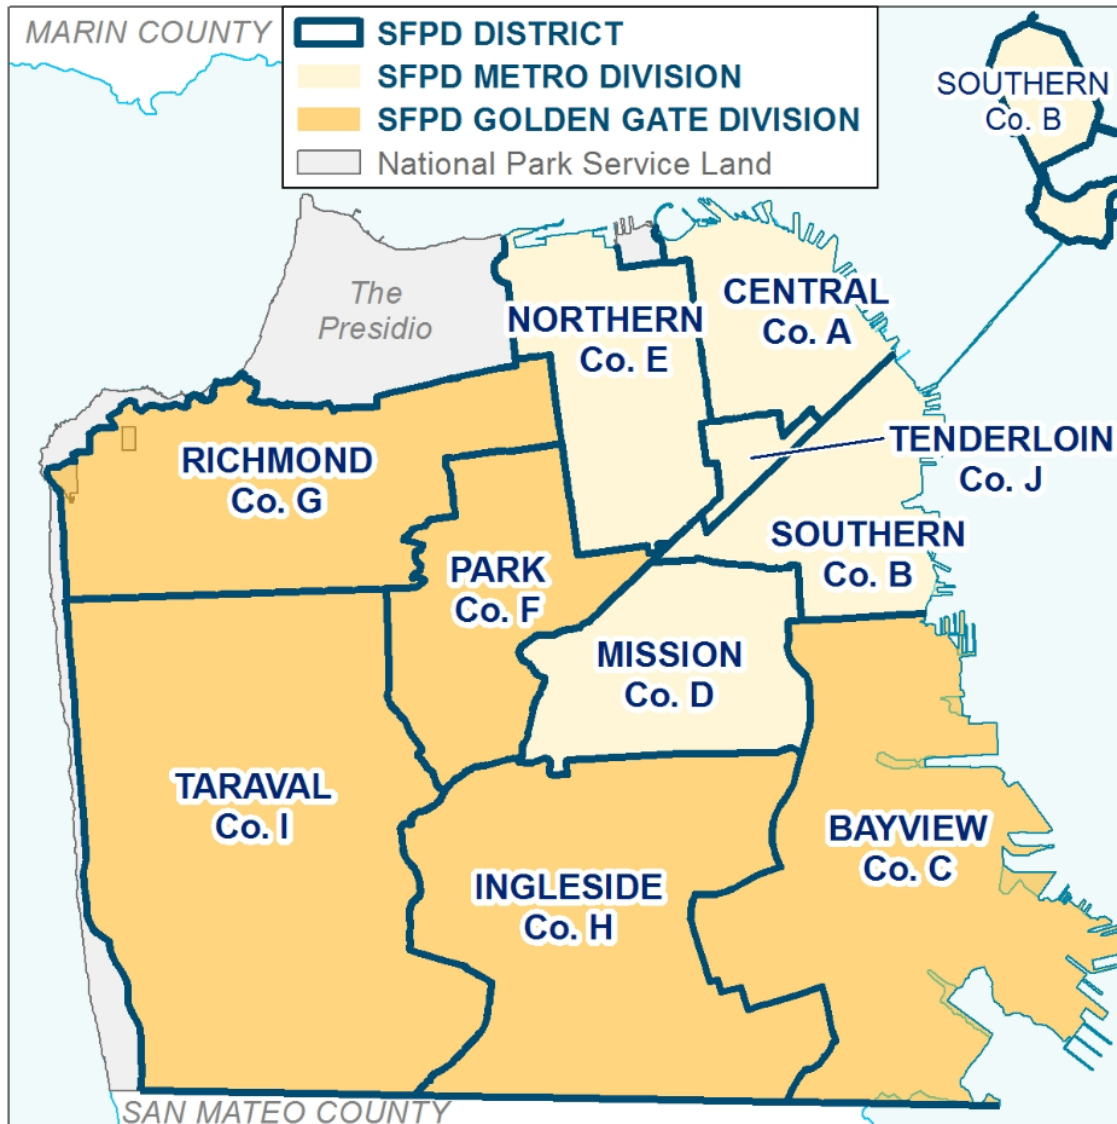 MARIN COUNTY
SFPD DISTRICT
SFPD METRO DIVISION
SFPD GOLDEN GATE DIVISION
National Park Service Land
SOUTHERN
Co. B
The
Presidio
NORTHERN
Co. E
CENTRAL
Co. A
RICHMOND
Co. G
TENDERLOIN
Co. J
PARK
Co. F
SOUTHERN
Co. B
MISSION
Co. D
TARAVAL
Co. I
INGLESIDE
Co. H
BAYVIEW
Co. C
SAN MATEO COUNTY